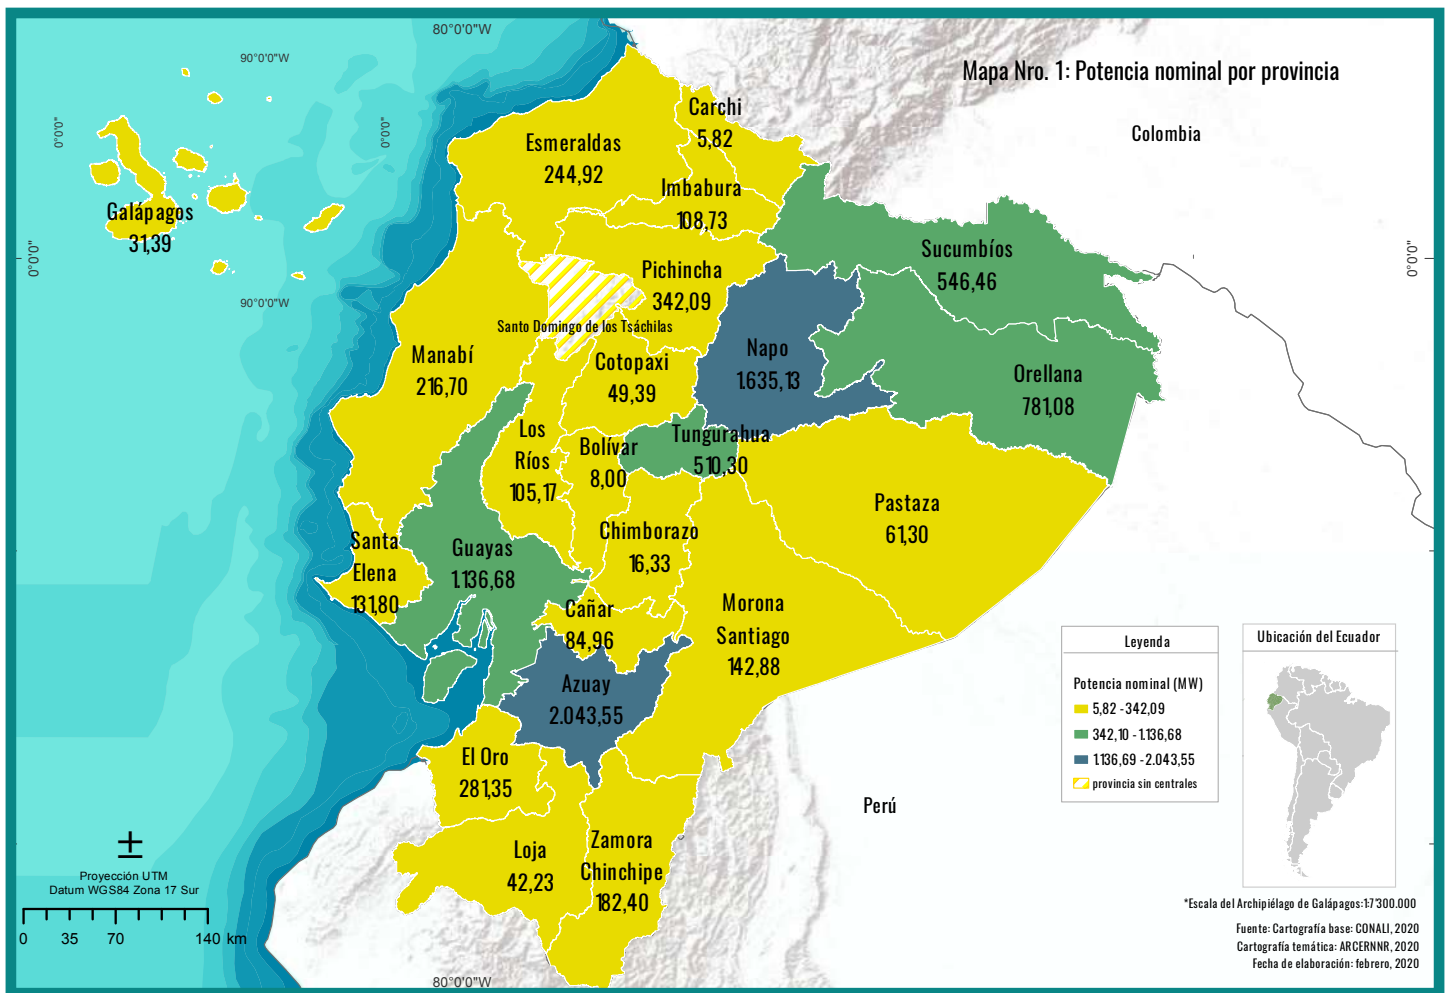 Mapa Nro. 1: Potencia nominal por provincia
80°0'0"W
90°0'0"W
0°0'0"
0°0'0"
Carchi
5,82
Colombia
Esmeraldas
244,92
Imbabura
108,73
Galápagos
31,39
0°0'0"
0°0'0"
Sucumbíos
546,46
Pichincha
342,09
90°0'0"W
Santo Domingo de los Tsáchilas
Manabí
216,70
Cotopaxi
49,39
Napo
1.635,13
Orellana
781,08
Los
Ríos
105,17
Bolívar
8,00
Tungurahua
510,30
Pastaza
61,30
Santa
Elena
131,80
Guayas
1.136,68
Chimborazo
16,33
Cañar
84,96
Morona
Santiago
142,88
Azuay
2.043,55
El Oro
281,35
Loja
42,23
Zamora
Chinchipe
182,40
Perú
Leyenda
Potencia nominal (MW)
5,82 -342,09
342,10 - 1.136,68
1.136,69 -2.043,55
provincia sin centrales
Ubicación del Ecuador
±
Proyección UTM
Datum WGS84 Zona 17 Sur
0 35 70 140 km
80°0'0"W
*Escala del Archipiélago de Galápagos:1:7'300.000
Fuente: Cartografía base: CONALI, 2020
Cartografía temática: ARCERNNR, 2020
Fecha de elaboración: febrero, 2020